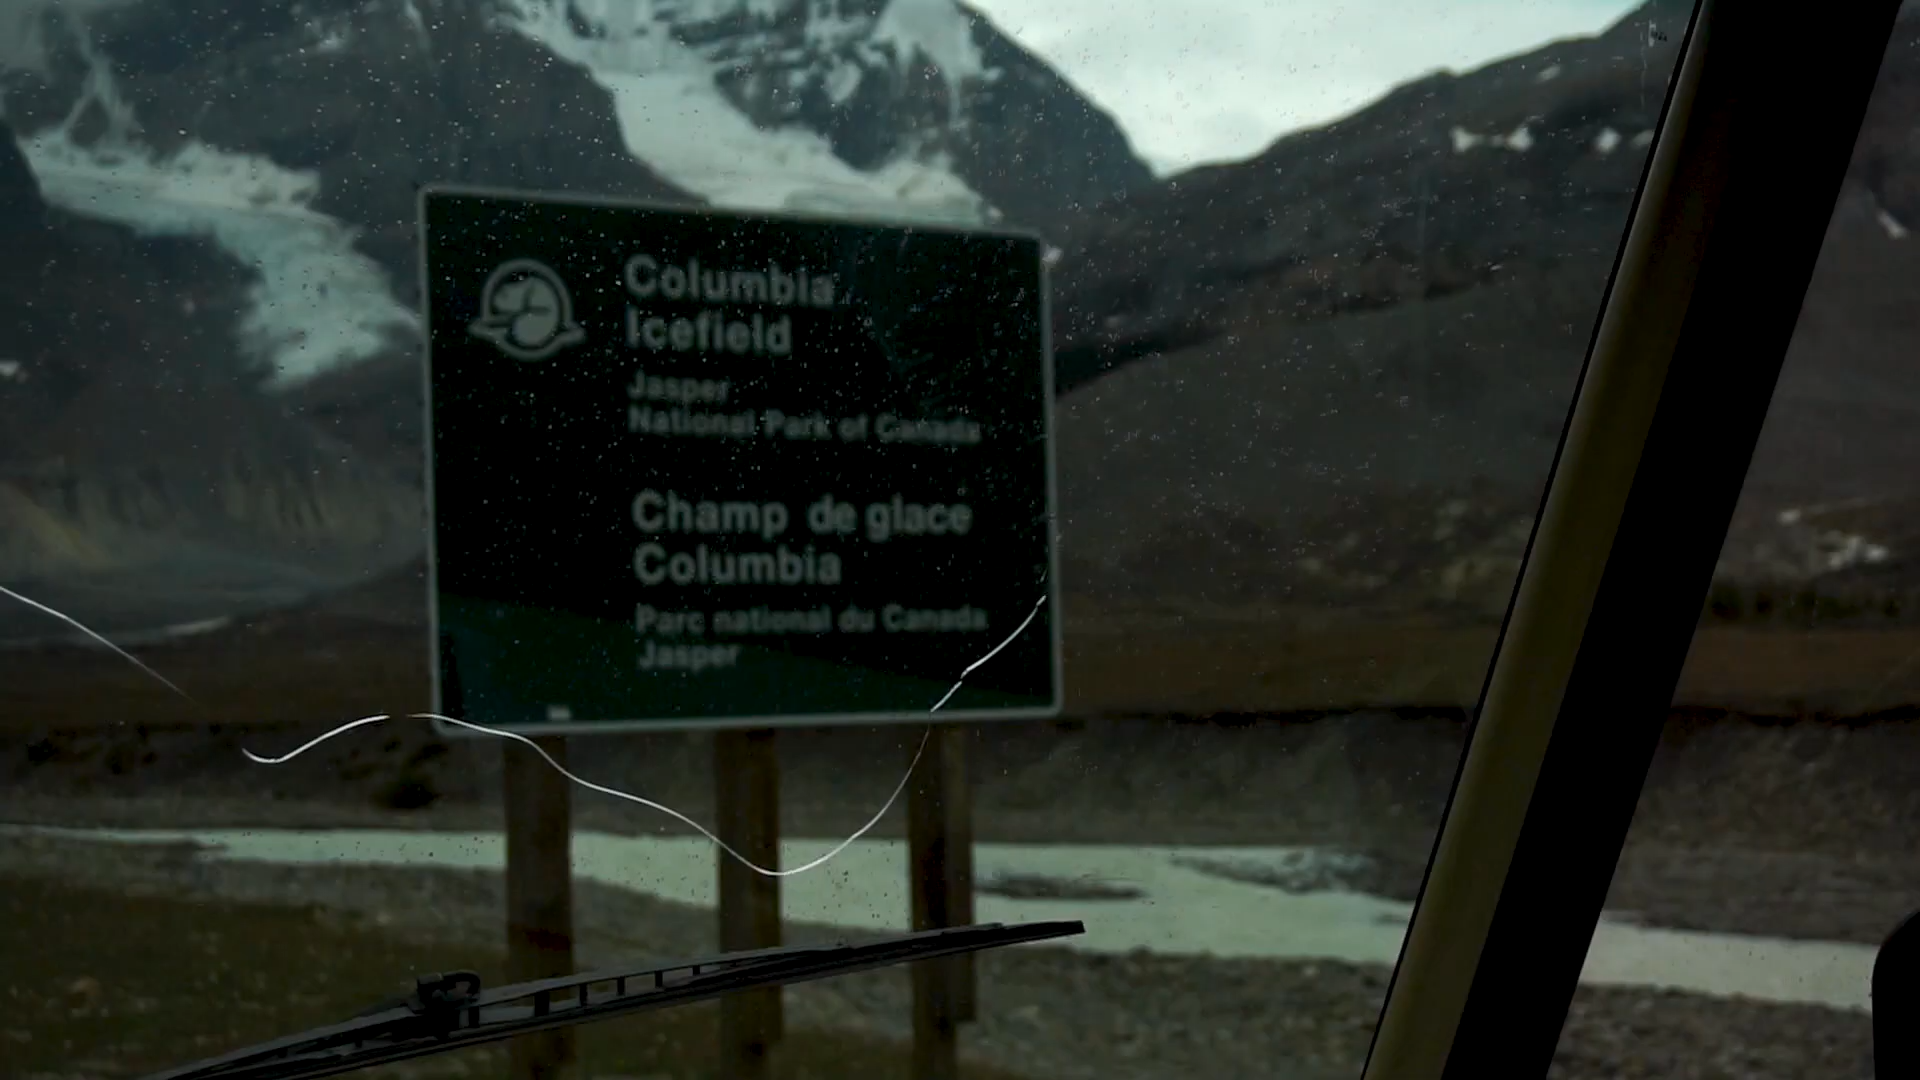 Columbia
Icefield
Jasper
National Park of Canada
Champ de glace
Columbia
Parc national du Canada
Jasper